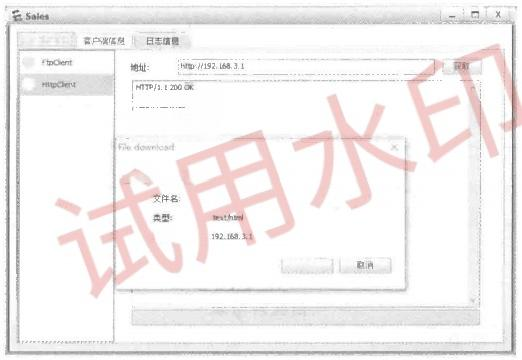 Sales
客户端信息 日志信息
FtpClient
地址: http://192.168.3.1 获取
HttpClient
HTTP/1.1 200 OK
File download
文件名:
类型: text/html
192.168.3.1
取消
试用水印